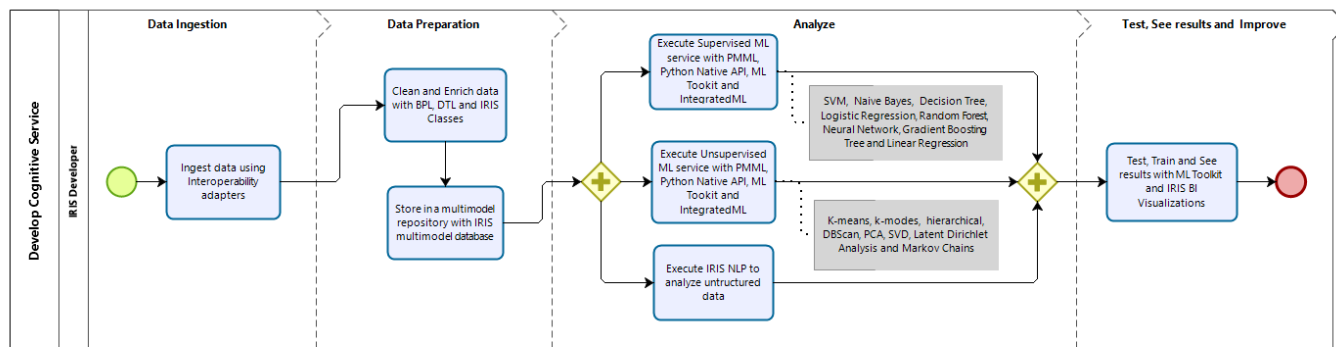 Develop Cognitive Service
IRIS Developer
Data Ingestion
Data Preparation
Analyze
Test, See results and Improve
Ingest data using
Interoperability
adapters
Clean and Enrich data
with BPL, DTL and IRIS
Classes
Store in a multimodel
repository with IRIS
multimodel database
Execute Supervised ML
service with PMML,
Python Native API, ML
Tookit and
IntegratedML
SVM, Naive Bayes, Decision Tree,
Logistic Regression, Random Forest,
Neural Network, Gradient Boosting
Tree and Linear Regression
Execute Unsupervised
ML service with PMML,
Python Native API, ML
Tookit and
IntegratedML
K-means, k-modes, hierarchical,
DBScan, PCA, SVD, Latent Dirichlet
Analysis and Markov Chains
Execute IRIS NLP to
analyze untructured
data
Test, Train and See
results with ML Toolkit
and IRIS BI
Visualizations